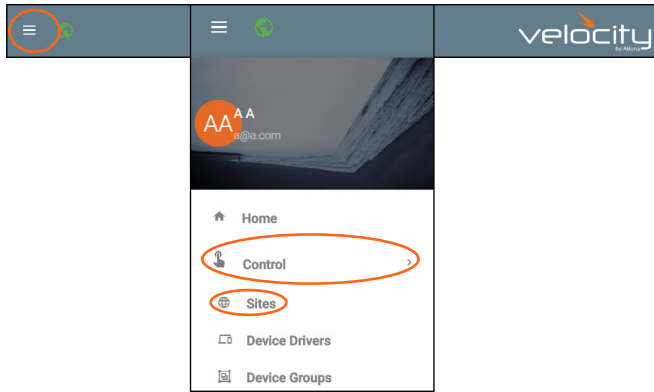 velocity
by Atlona
AA
A A
a@a.com
Home
Control
Sites
Device Drivers
Device Groups